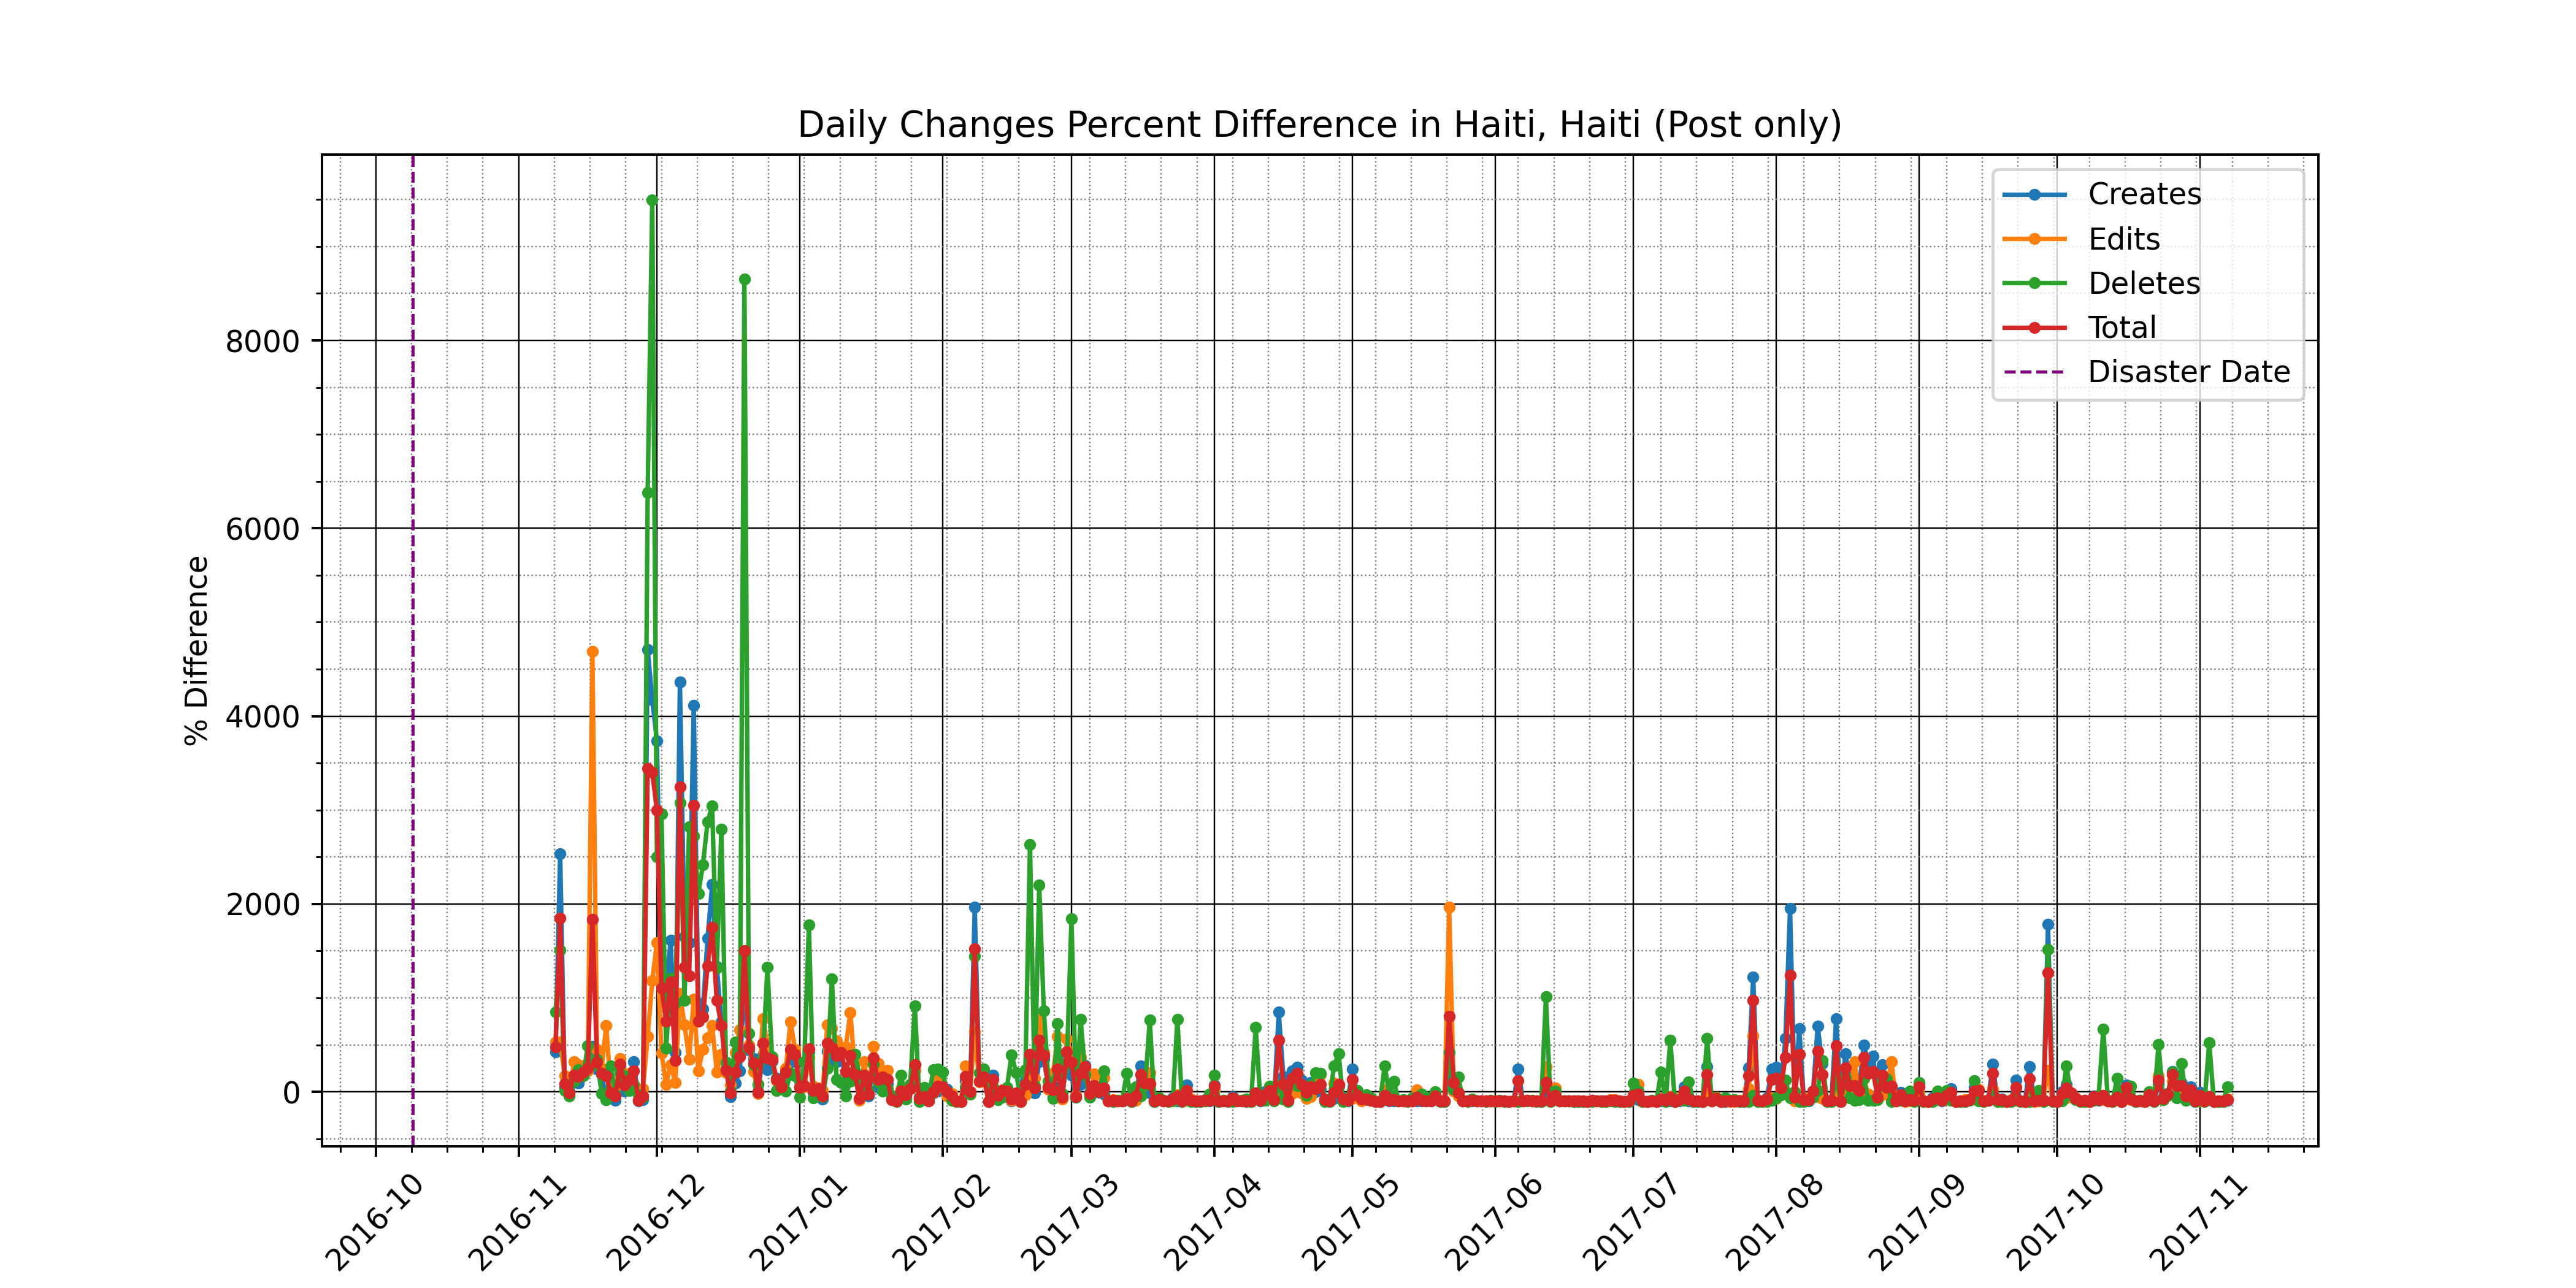 Daily Changes Percent Difference in Haiti, Haiti (Post only)
Creates
Edits
Deletes
Total
Disaster Date
% Difference
8000
6000
4000
2000
0
2016-10
2016-11
2016-12
2017-01
2017-02
2017-03
2017-04
2017-05
2017-06
2017-07
2017-08
2017-09
2017-10
2017-11